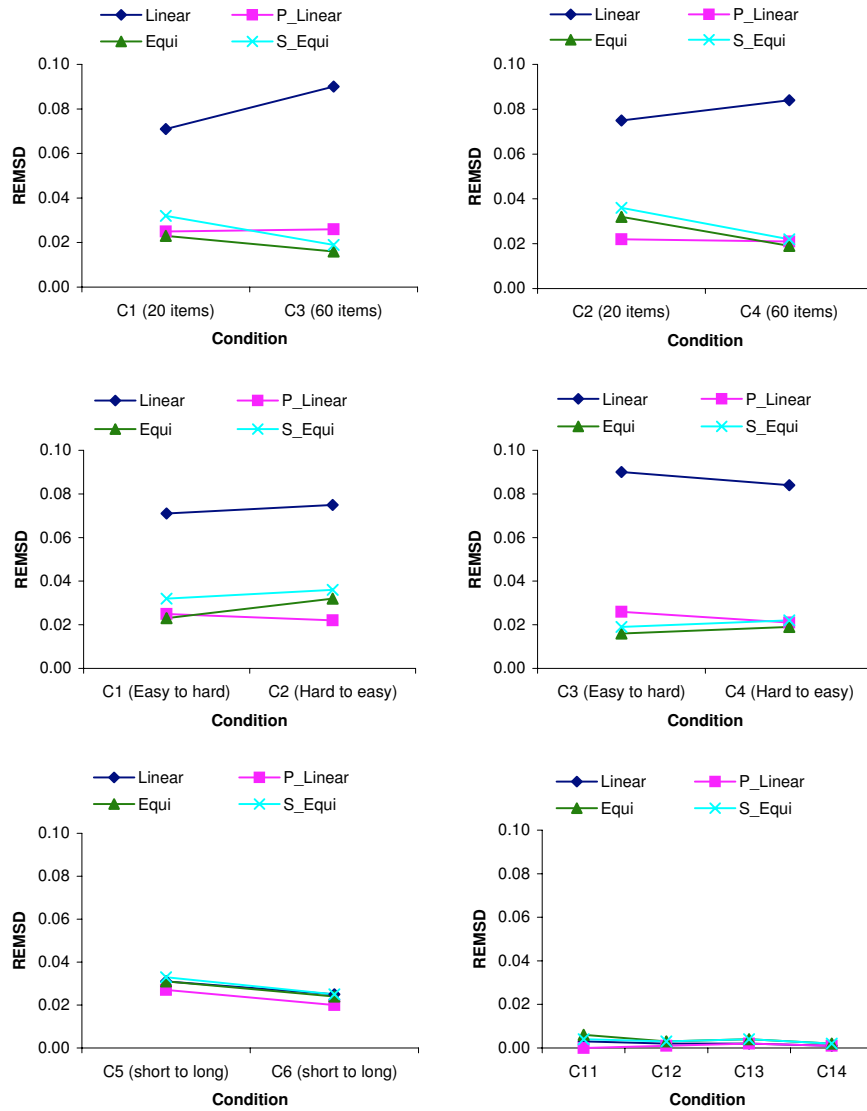 Linear P_Linear
Equi S_Equi
0.10
0.08
0.06
0.04
0.02
0.00
REMSD
C1 (20 items) C3 (60 items)
Condition
Linear P_Linear
Equi S_Equi
0.10
0.08
0.06
0.04
0.02
0.00
REMSD
C2 (20 items) C4 (60 items)
Condition
Linear P_Linear
Equi S_Equi
0.10
0.08
0.06
0.04
0.02
0.00
REMSD
C1 (Easy to hard) C2 (Hard to easy)
Condition
Linear P_Linear
Equi S_Equi
0.10
0.08
0.06
0.04
0.02
0.00
REMSD
C3 (Easy to hard) C4 (Hard to easy)
Condition
Linear P_Linear
Equi S_Equi
0.10
0.08
0.06
0.04
0.02
0.00
REMSD
C5 (short to long) C6 (short to long)
Condition
Linear P_Linear
Equi S_Equi
0.10
0.08
0.06
0.04
0.02
0.00
REMSD
C11 C12 C13 C14
Condition